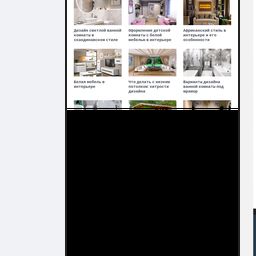 Дизайн светлой ванной
комнаты в
скандинавском стиле
Оформление детской
комнаты с белой
мебелью в интерьере
Африканский стиль в
интерьере и его
особенности
Белая мебель в
интерьере
Что делать с низким
потолком: хитрости
дизайна
Варианты дизайна
ванной комнаты под
мрамор